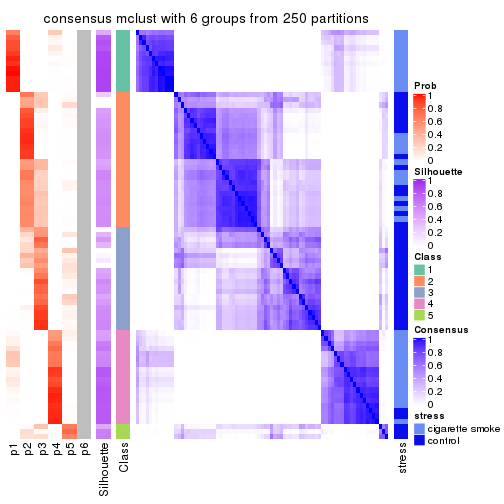 consensus mclust with 6 groups from 250 partitions
Prob
1
0.8
0.6
0.4
0.2
0
Silhouette
1
0.8
0.6
0.4
0.2
0
Class
1
2
3
4
5
Consensus
1
0.8
0.6
0.4
0.2
0
stress
cigarette smoke
control
p1
p2
p3
p4
p5
p6
Silhouette
Class
stress